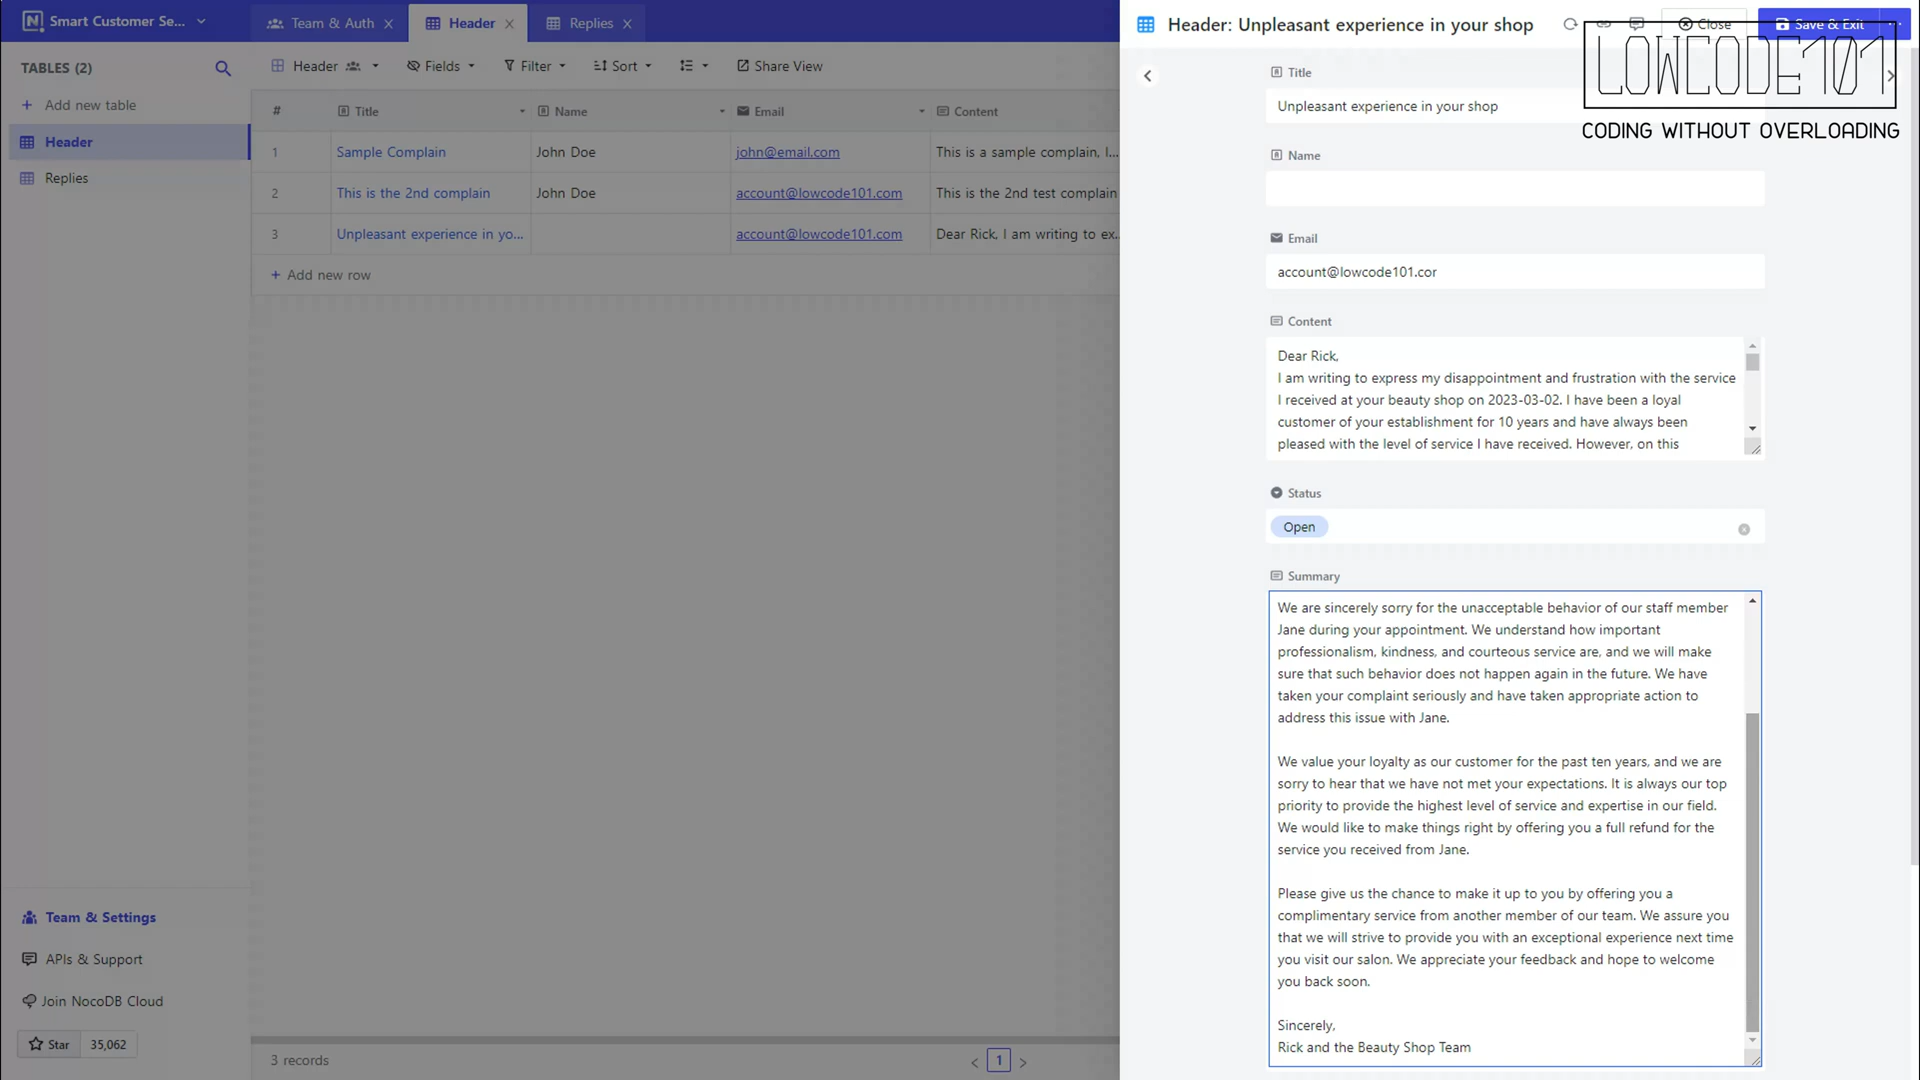 Smart Customer Se...
Team & Auth
Header
Replies
Header: Unpleasant experience in your shop
Close
Save & Exit
LOWCODE101
CODING WITHOUT OVERLOADING
TABLES (2)
Add new table
Header
Replies
Header
Fields
Filter
Sort
Share View
# Title Name Email Content
1 Sample Complain John Doe john@email.com This is a sample complain, I...
2 This is the 2nd complain John Doe account@lowcode101.com This is the 2nd test complain
3 Unpleasant experience in yo... account@lowcode101.com Dear Rick, I am writing to ex...
+ Add new row
Title
Unpleasant experience in your shop
Name
Email
account@lowcode101.cor
Content
Dear Rick,
I am writing to express my disappointment and frustration with the service
I received at your beauty shop on 2023-03-02. I have been a loyal
customer of your establishment for 10 years and have always been
pleased with the level of service I have received. However, on this
Status
Open
Summary
We are sincerely sorry for the unacceptable behavior of our staff member
Jane during your appointment. We understand how important
professionalism, kindness, and courteous service are, and we will make
sure that such behavior does not happen again in the future. We have
taken your complaint seriously and have taken appropriate action to
address this issue with Jane.
We value your loyalty as our customer for the past ten years, and we are
sorry to hear that we have not met your expectations. It is always our top
priority to provide the highest level of service and expertise in our field.
We would like to make things right by offering you a full refund for the
service you received from Jane.
Please give us the chance to make it up to you by offering you a
complimentary service from another member of our team. We assure you
that we will strive to provide you with an exceptional experience next time
you visit our salon. We appreciate your feedback and hope to welcome
you back soon.
Sincerely,
Rick and the Beauty Shop Team
Team & Settings
APIs & Support
Join NocoDB Cloud
Star 35,062
3 records
< 1 >